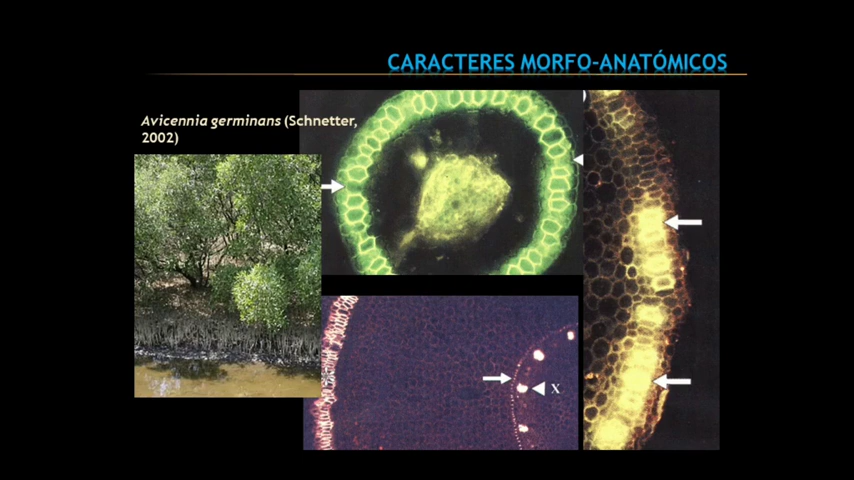 CARACTERES MORFO-ANATÓMICOS
Avicennia germinans (Schnetter,
2002)
X